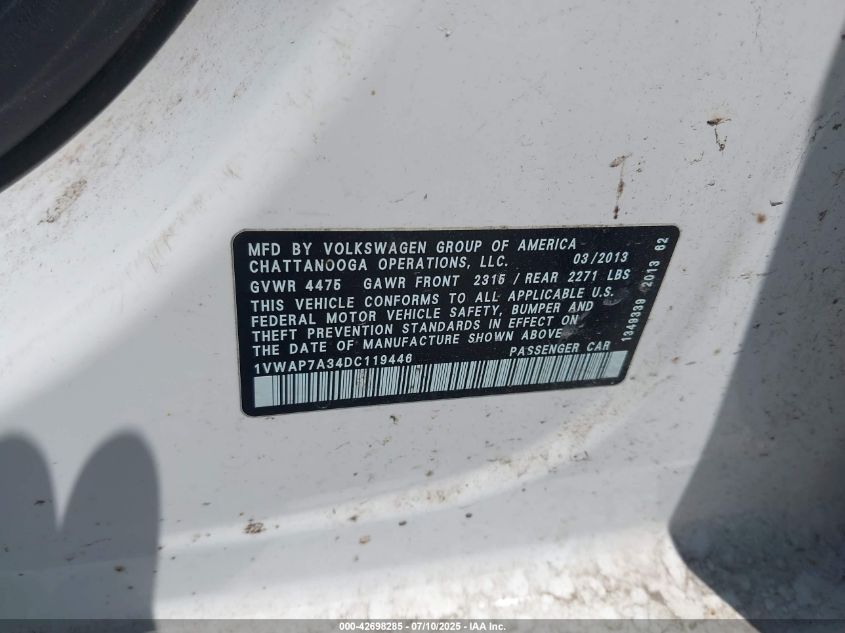 MFD BY VOLKSWAGEN GROUP OF AMERICA
CHATTANOOGA OPERATIONS, LLC. 03/2013
GVWR 4475 GAWR FRONT 2315 / REAR 2271 LBS
THIS VEHICLE CONFORMS TO ALL APPLICABLE U.S.
FEDERAL MOTOR VEHICLE SAFETY, BUMPER AND
THEFT PREVENTION STANDARDS IN EFFECT ON
THE DATE OF MANUFACTURE SHOWN ABOVE
1VWAP7A34DC119446 PASSENGER CAR
1349339 2013 62
000-42698285 - 07/10/2025 - IAA Inc.